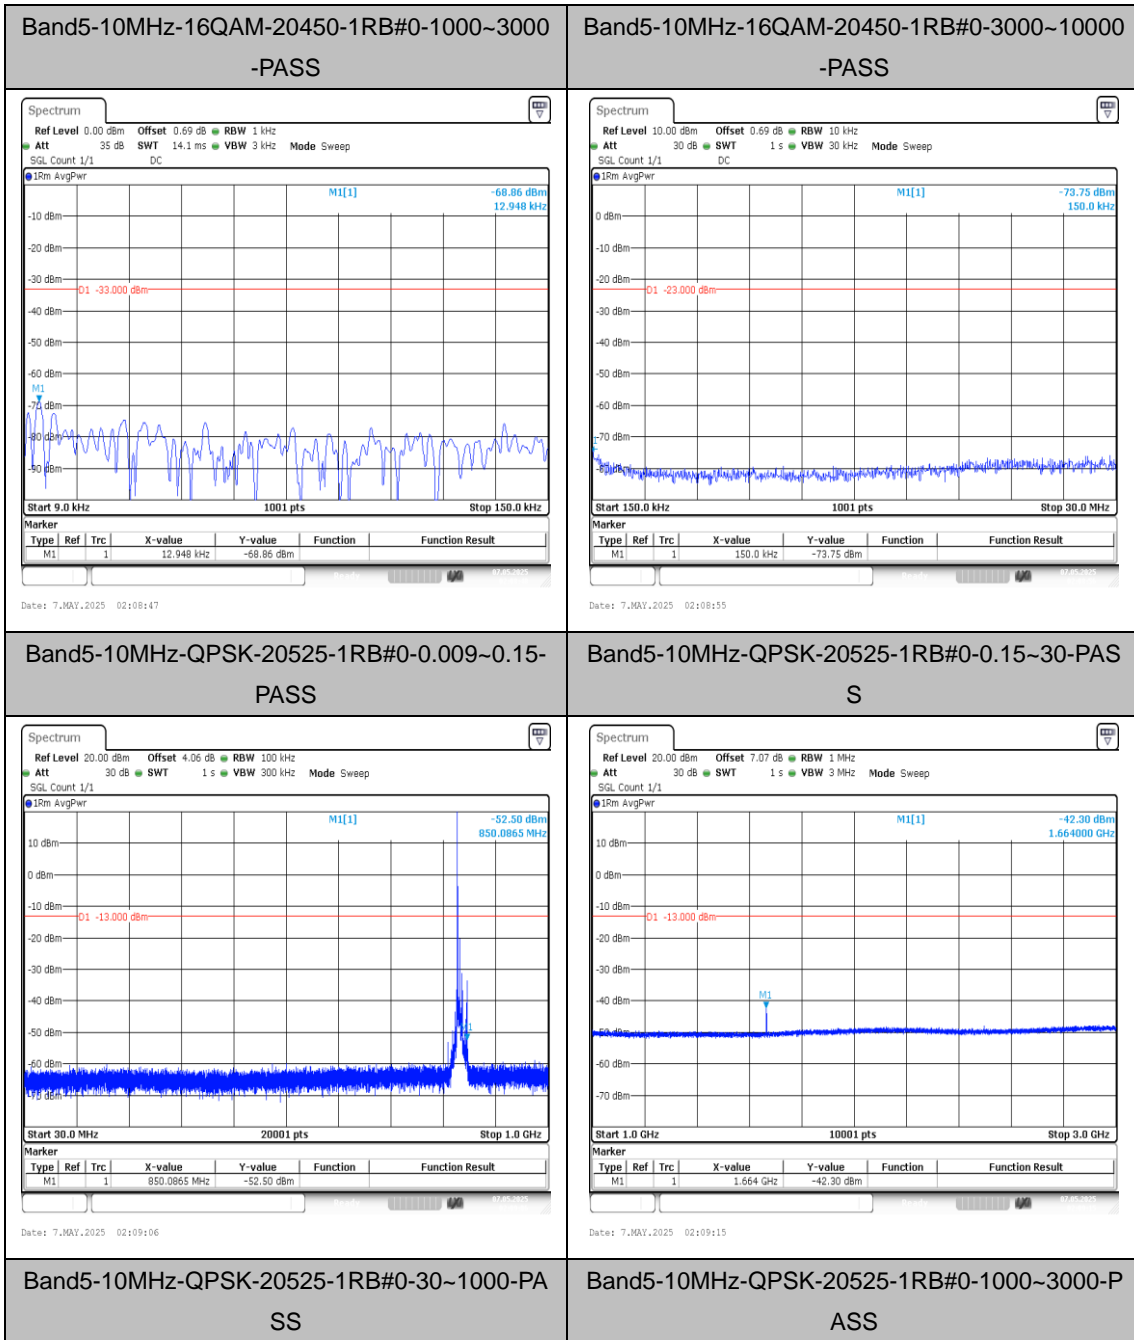 Band5-10MHz-16QAM-20450-1RB#0-1000~3000
-PASS
Band5-10MHz-16QAM-20450-1RB#0-3000~10000
-PASS
Spectrum
Ref Level 0.00 dBm Offset 0.69 dB RBW 1 kHz
Att 35 dB SWT 14.1 ms VBW 3 kHz Mode Sweep
SGL Count 1/1 DC
1Rm AvgPwr
M1[1] -68.86 dBm
12.948 kHz
-10 dBm
-20 dBm
-30 dBm
D1 -33.000 dBm
-40 dBm
-50 dBm
-60 dBm
M1
-70 dBm
-80 dBm
-90 dBm
Start 9.0 kHz 1001 pts Stop 150.0 kHz
Marker
Type Ref Trc X-value Y-value Function Function Result
M1 1 12.948 kHz -68.86 dBm
07.05.2025
Date: 7.MAY.2025 02:08:47
Spectrum
Ref Level 10.00 dBm Offset 0.69 dB RBW 10 kHz
Att 30 dB SWT 1 s VBW 30 kHz Mode Sweep
SGL Count 1/1 DC
1Rm AvgPwr
M1[1] -73.75 dBm
150.0 kHz
0 dBm
-10 dBm
-20 dBm
D1 -23.000 dBm
-30 dBm
-40 dBm
-50 dBm
-60 dBm
-70 dBm
-80 dBm
Start 150.0 kHz 1001 pts Stop 30.0 MHz
Marker
Type Ref Trc X-value Y-value Function Function Result
M1 1 150.0 kHz -73.75 dBm
07.05.2025
Date: 7.MAY.2025 02:08:55
Band5-10MHz-QPSK-20525-1RB#0-0.009~0.15-
PASS
Band5-10MHz-QPSK-20525-1RB#0-0.15~30-PAS
S
Spectrum
Ref Level 20.00 dBm Offset 4.06 dB RBW 100 kHz
Att 30 dB SWT 1 s VBW 300 kHz Mode Sweep
SGL Count 1/1
1Rm AvgPwr
M1[1] -52.50 dBm
850.0865 MHz
10 dBm
0 dBm
-10 dBm
D1 -13.000 dBm
-20 dBm
-30 dBm
-40 dBm
-50 dBm
-60 dBm
-70 dBm
Start 30.0 MHz 20001 pts Stop 1.0 GHz
Marker
Type Ref Trc X-value Y-value Function Function Result
M1 1 850.0865 MHz -52.50 dBm
07.05.2025
Date: 7.MAY.2025 02:09:06
Spectrum
Ref Level 20.00 dBm Offset 7.07 dB RBW 1 MHz
Att 30 dB SWT 1 s VBW 3 MHz Mode Sweep
SGL Count 1/1
1Rm AvgPwr
M1[1] -42.30 dBm
1.664000 GHz
10 dBm
0 dBm
-10 dBm
D1 -13.000 dBm
-20 dBm
-30 dBm
-40 dBm
M1
-50 dBm
-60 dBm
-70 dBm
Start 1.0 GHz 10001 pts Stop 3.0 GHz
Marker
Type Ref Trc X-value Y-value Function Function Result
M1 1 1.664 GHz -42.30 dBm
07.05.2025
Date: 7.MAY.2025 02:09:15
Band5-10MHz-QPSK-20525-1RB#0-30~1000-PA
SS
Band5-10MHz-QPSK-20525-1RB#0-1000~3000-P
ASS